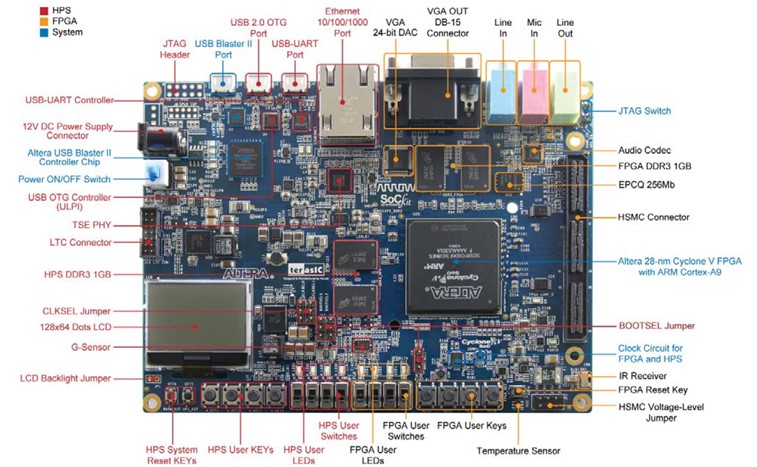 HPS
FPGA
System
JTAG
Header
USB Blaster II
Port
USB 2.0 OTG
Port
USB-UART
Port
Ethernet
10/100/1000
Port
VGA
24-bit DAC
VGA OUT
DB-15
Connector
Line
In
Mic
In
Line
Out
USB-UART Controller
12V DC Power Supply
Connector
Altera USB Blaster II
Controller Chip
Power ON/OFF Switch
USB OTG Controller
(ULPI)
TSE PHY
LTC Connector
HPS DDR3 1GB
CLKSEL Jumper
128x64 Dots LCD
G-Sensor
LCD Backlight Jumper
JTAG Switch
Audio Codec
FPGA DDR3 1GB
EPCQ 256Mb
HSMC Connector
Altera 28-nm Cyclone V FPGA
with ARM Cortex-A9
BOOTSEL Jumper
Clock Circuit for
FPGA and HPS
IR Receiver
FPGA Reset Key
HSMC Voltage-Level
Jumper
SoCkit
ALTERA
terasic
ALTERA
Cyclone V
SoC
ARM
Cyclone V
HPS System
Reset KEYs
HPS User KEYs
HPS User
LEDs
HPS User
Switches
FPGA User
LEDs
FPGA User
Switches
FPGA User Keys
Temperature Sensor